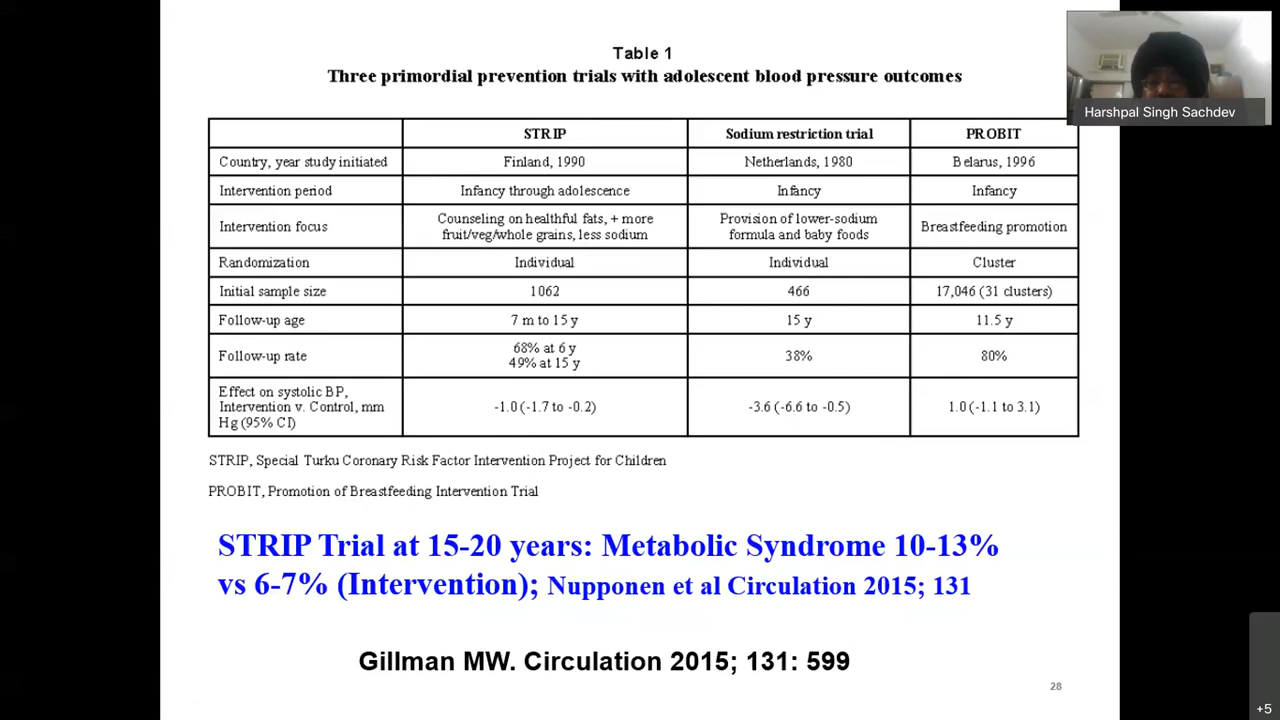 Table 1
Three primordial prevention trials with adolescent blood pressure outcomes
Harshpal Singh Sachdev
STRIP Sodium restriction trial PROBIT
Country, year study initiated Finland, 1990 Netherlands, 1980 Belarus, 1996
Intervention period Infancy through adolescence Infancy Infancy
Intervention focus Counseling on healthful fats, + more fruit/veg/whole grains, less sodium Provision of lower-sodium formula and baby foods Breastfeeding promotion
Randomization Individual Individual Cluster
Initial sample size 1062 466 17,046 (31 clusters)
Follow-up age 7 m to 15 y 15 y 11.5 y
Follow-up rate 68% at 6 y 49% at 15 y 38% 80%
Effect on systolic BP, Intervention v. Control, mm Hg (95% CI) -1.0 (-1.7 to -0.2) -3.6 (-6.6 to -0.5) 1.0 (-1.1 to 3.1)
STRIP, Special Turku Coronary Risk Factor Intervention Project for Children
PROBIT, Promotion of Breastfeeding Intervention Trial
STRIP Trial at 15-20 years: Metabolic Syndrome 10-13%
vs 6-7% (Intervention); Nupponen et al Circulation 2015; 131
Gillman MW. Circulation 2015; 131: 599
28
+5